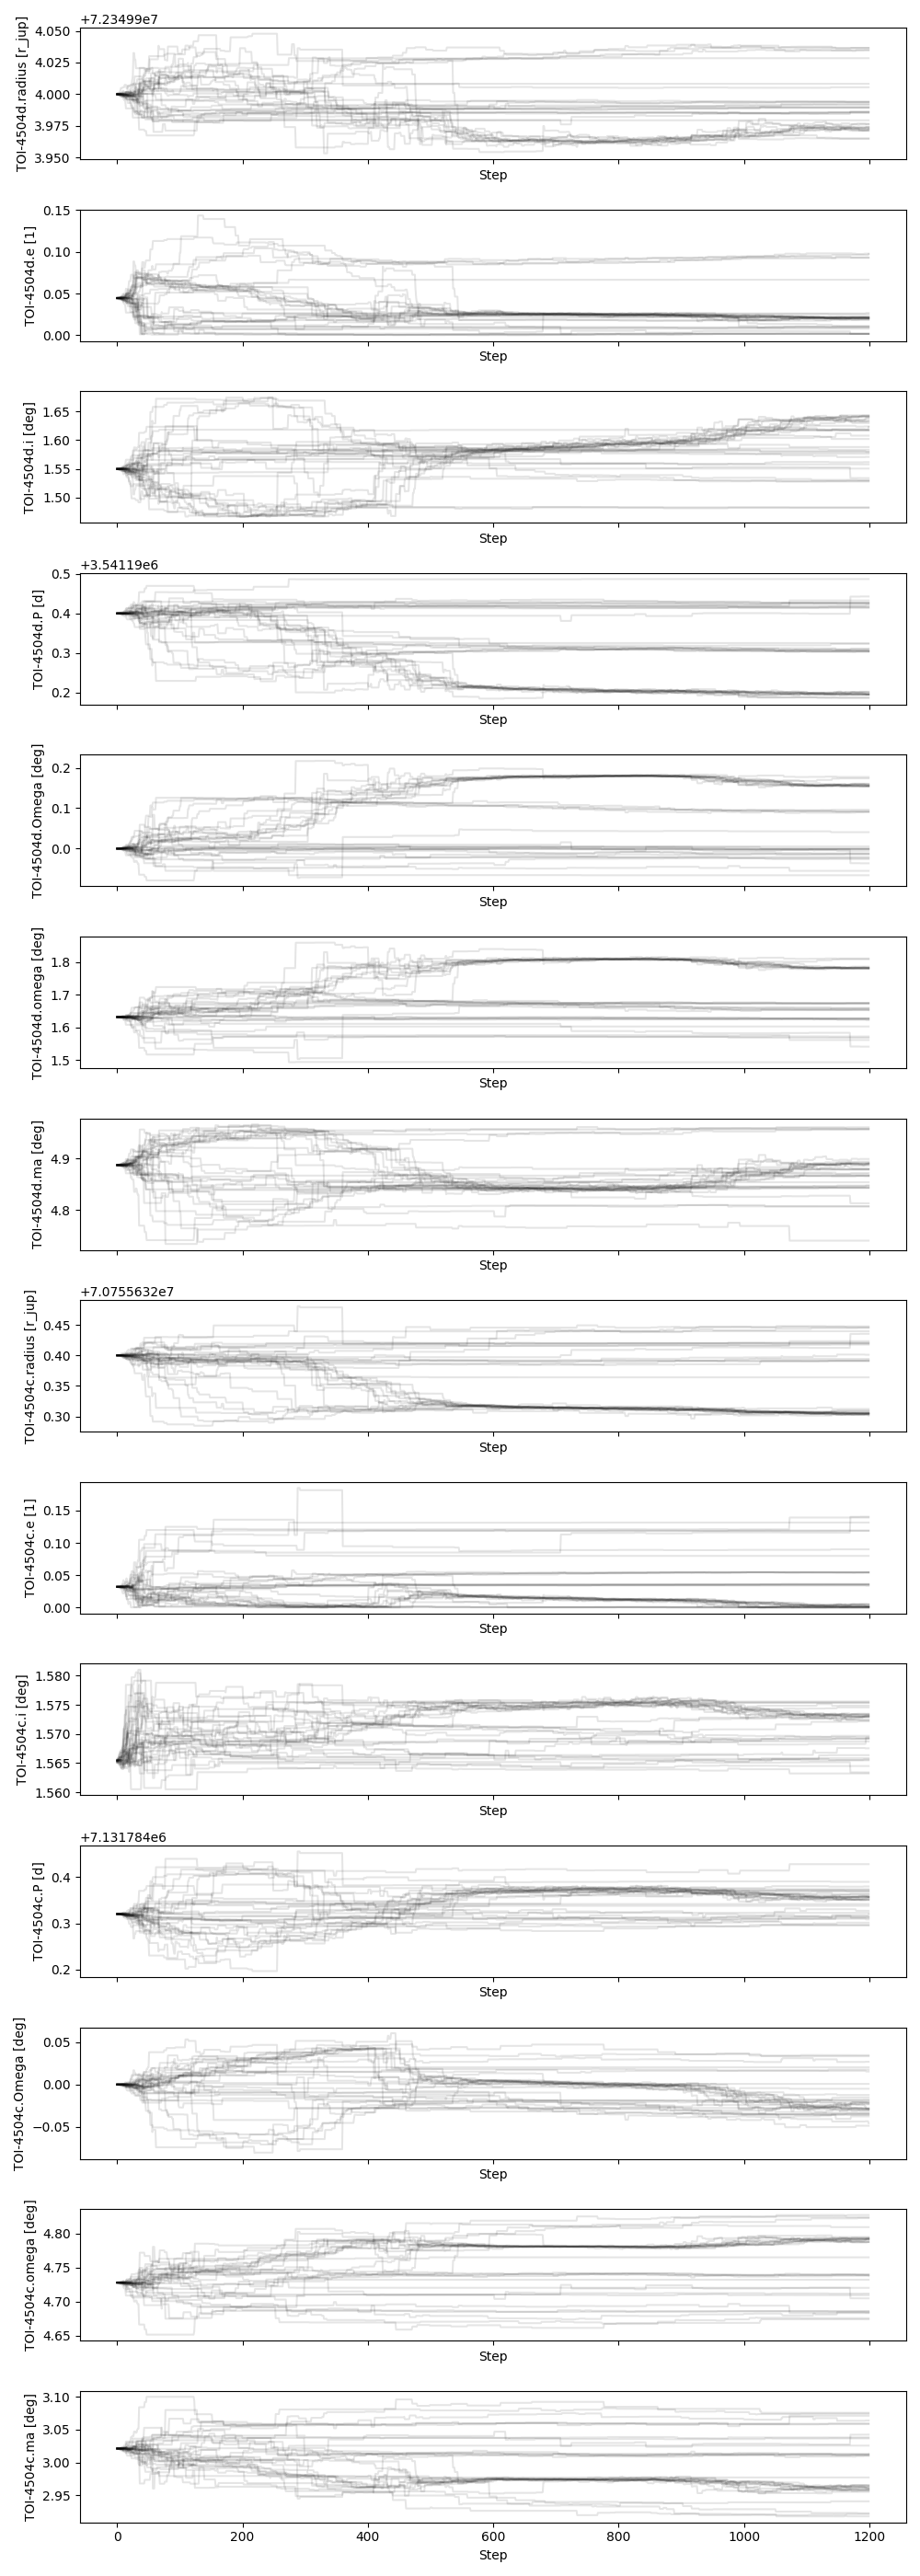 +7.23499e7
TOI-4504d.radius [r_jup]
4.050
4.025
4.000
3.975
3.950
Step
TOI-4504d.e [1]
0.15
0.10
0.05
0.00
Step
TOI-4504d.i [deg]
1.65
1.60
1.55
1.50
Step
+3.54119e6
TOI-4504d.P [d]
0.5
0.4
0.3
0.2
Step
TOI-4504d.Omega [deg]
0.2
0.1
0.0
Step
TOI-4504d.omega [deg]
1.8
1.7
1.6
1.5
Step
TOI-4504d.ma [deg]
4.9
4.8
Step
+7.0755632e7
TOI-4504c.radius [r_jup]
0.45
0.40
0.35
0.30
Step
TOI-4504c.e [1]
0.15
0.10
0.05
0.00
Step
TOI-4504c.i [deg]
1.580
1.575
1.570
1.565
1.560
Step
+7.131784e6
TOI-4504c.P [d]
0.4
0.3
0.2
Step
TOI-4504c.Omega [deg]
0.05
0.00
−0.05
Step
TOI-4504c.omega [deg]
4.80
4.75
4.70
4.65
Step
TOI-4504c.ma [deg]
3.10
3.05
3.00
2.95
0 200 400 600 800 1000 1200
Step